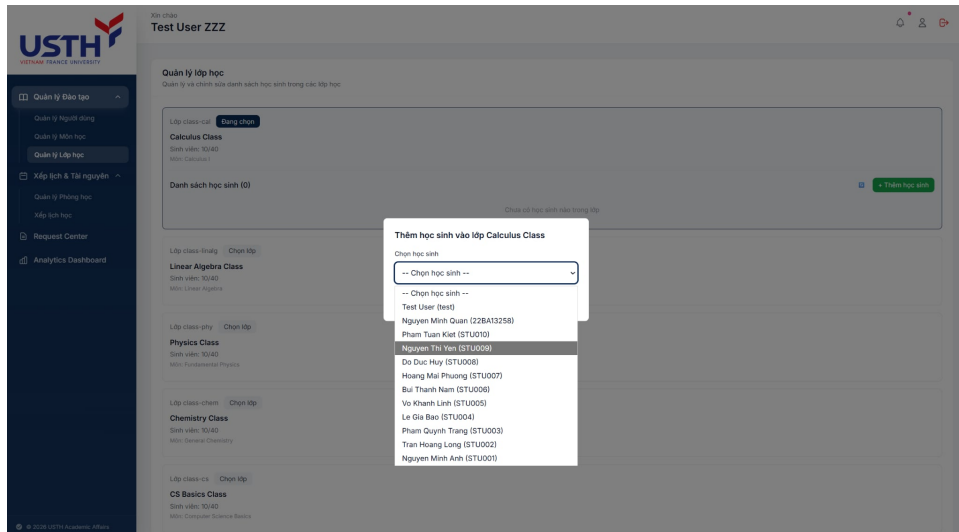 USTH
VIETNAM FRANCE UNIVERSITY
Xin chào
Test User ZZZ
Quản lý Đào tạo
Quản lý Người dùng
Quản lý Môn học
Quản lý Lớp học
Xếp lịch & Tài nguyên
Quản lý Phòng học
Xếp lịch học
Request Center
Analytics Dashboard
© 2026 USTH Academic Affairs
Quản lý lớp học
Quản lý và chỉnh sửa danh sách học sinh trong các lớp học
Lớp class-cal Đang chọn
Calculus Class
Sinh viên: 10/40
Môn: Calculus I
Danh sách học sinh (0)
+ Thêm học sinh
Chưa có học sinh nào trong lớp
Lớp class-linalg Chọn lớp
Linear Algebra Class
Sinh viên: 10/40
Môn: Linear Algebra
Lớp class-phy Chọn lớp
Physics Class
Sinh viên: 10/40
Môn: Fundamental Physics
Lớp class-chem Chọn lớp
Chemistry Class
Sinh viên: 10/40
Môn: General Chemistry
Lớp class-cs Chọn lớp
CS Basics Class
Sinh viên: 10/40
Môn: Computer Science Basics
Thêm học sinh vào lớp Calculus Class
Chọn học sinh
-- Chọn học sinh --
-- Chọn học sinh --
Test User (test)
Nguyen Minh Quan (22BA13258)
Pham Tuan Kiet (STU010)
Nguyen Thi Yen (STU009)
Do Duc Huy (STU008)
Hoang Mai Phuong (STU007)
Bui Thanh Nam (STU006)
Vo Khanh Linh (STU005)
Le Gia Bao (STU004)
Pham Quynh Trang (STU003)
Tran Hoang Long (STU002)
Nguyen Minh Anh (STU001)